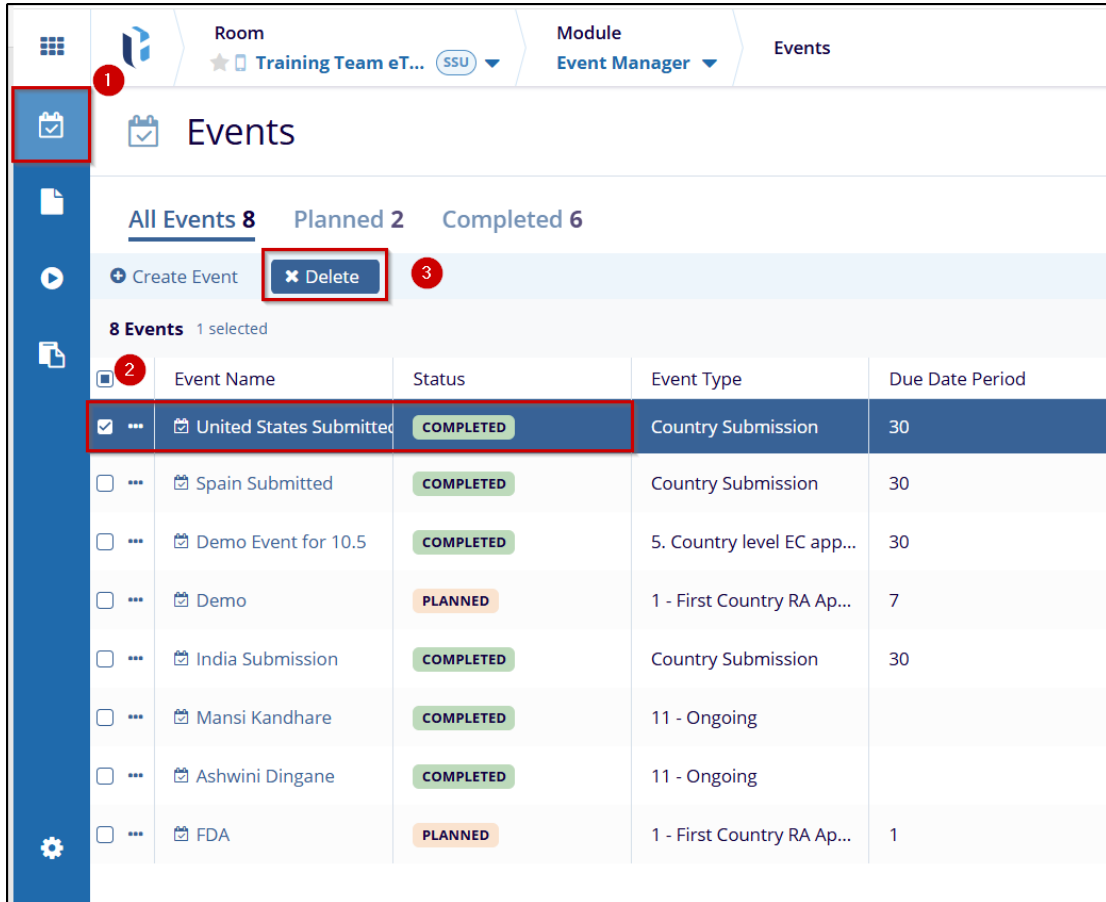 Room
Training Team eT... SSU
Module
Event Manager
Events
1
Events
All Events 8 Planned 2 Completed 6
Create Event Delete 3
8 Events 1 selected
2 Event Name Status Event Type Due Date Period
United States Submitted COMPLETED Country Submission 30
Spain Submitted COMPLETED Country Submission 30
Demo Event for 10.5 COMPLETED 5. Country level EC app... 30
Demo PLANNED 1 - First Country RA Ap... 7
India Submission COMPLETED Country Submission 30
Mansi Kandhare COMPLETED 11 - Ongoing
Ashwini Dingane COMPLETED 11 - Ongoing
FDA PLANNED 1 - First Country RA Ap... 1